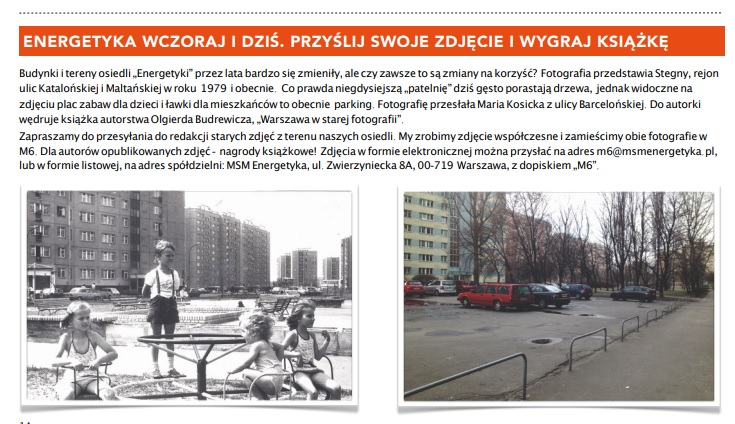 ENERGETYKA WCZORAJ I DZIŚ. PRZYŚLIJ SWOJE ZDJĘCIE I WYGRAJ KSIĄŻKĘ
Budynki i tereny osiedli „Energetyki” przez lata bardzo się zmieniły, ale czy zawsze to są zmiany na korzyść? Fotografia przedstawia Stegny, rejon
ulic Katalońskiej i Maltańskiej w roku 1979 i obecnie. Co prawda niegdysiejszą „patelnię” dziś gęsto porastają drzewa, jednak widoczne na
zdjęciu plac zabaw dla dzieci i ławki dla mieszkańców to obecnie parking. Fotografię przesłała Maria Kosicka z ulicy Barcelońskiej. Do autorki
wędruje książka autorstwa Olgierda Budrewicza, „Warszawa w starej fotografii”.
Zapraszamy do przesyłania do redakcji starych zdjęć z terenu naszych osiedli. My zrobimy zdjęcie współczesne i zamieścimy obie fotografie w
M6. Dla autorów opublikowanych zdjęć - nagrody książkowe! Zdjęcia w formie elektronicznej można przysłać na adres m6@msmenergetyka.pl,
lub w formie listowej, na adres spółdzielni: MSM Energetyka, ul. Zwierzyniecka 8A, 00-719 Warszawa, z dopiskiem „M6”.